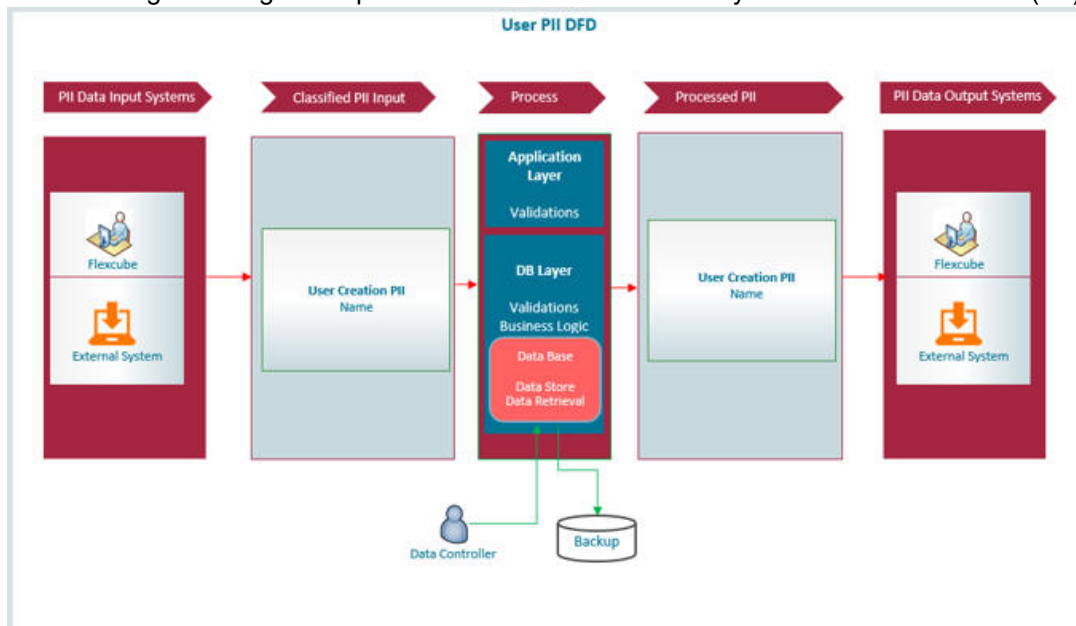 User PII DFD
PII Data Input Systems
Classified PII Input
Process
Processed PII
PII Data Output Systems
Flexcube
External System
User Creation PII
Name
Application
Layer
Validations
DB Layer
Validations
Business Logic
Data Base
Data Store
Data Retrieval
User Creation PII
Name
Flexcube
External System
Data Controller
Backup